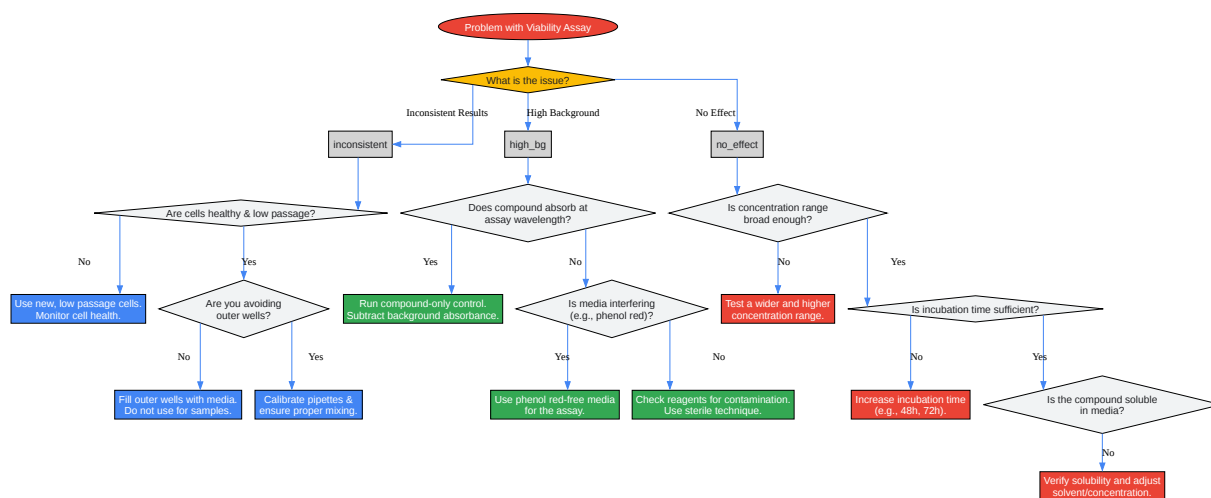 Problem with Viability Assay
What is the issue?
Inconsistent Results
High Background
No Effect
inconsistent
high_bg
no_effect
Are cells healthy & low passage?
Does compound absorb at
assay wavelength?
Is concentration range
broad enough?
No
Yes
Yes
No
No
Yes
Use new, low passage cells.
Monitor cell health.
Are you avoiding
outer wells?
Run compound-only control.
Subtract background absorbance.
Is media interfering
(e.g., phenol red)?
Test a wider and higher
concentration range.
Is incubation time sufficient?
No
Yes
Yes
No
No
Yes
Fill outer wells with media.
Do not use for samples.
Calibrate pipettes &
ensure proper mixing.
Use phenol red-free media
for the assay.
Check reagents for contamination.
Use sterile technique.
Increase incubation time
(e.g., 48h, 72h).
Is the compound soluble
in media?
No
Verify solubility and adjust
solvent/concentration.